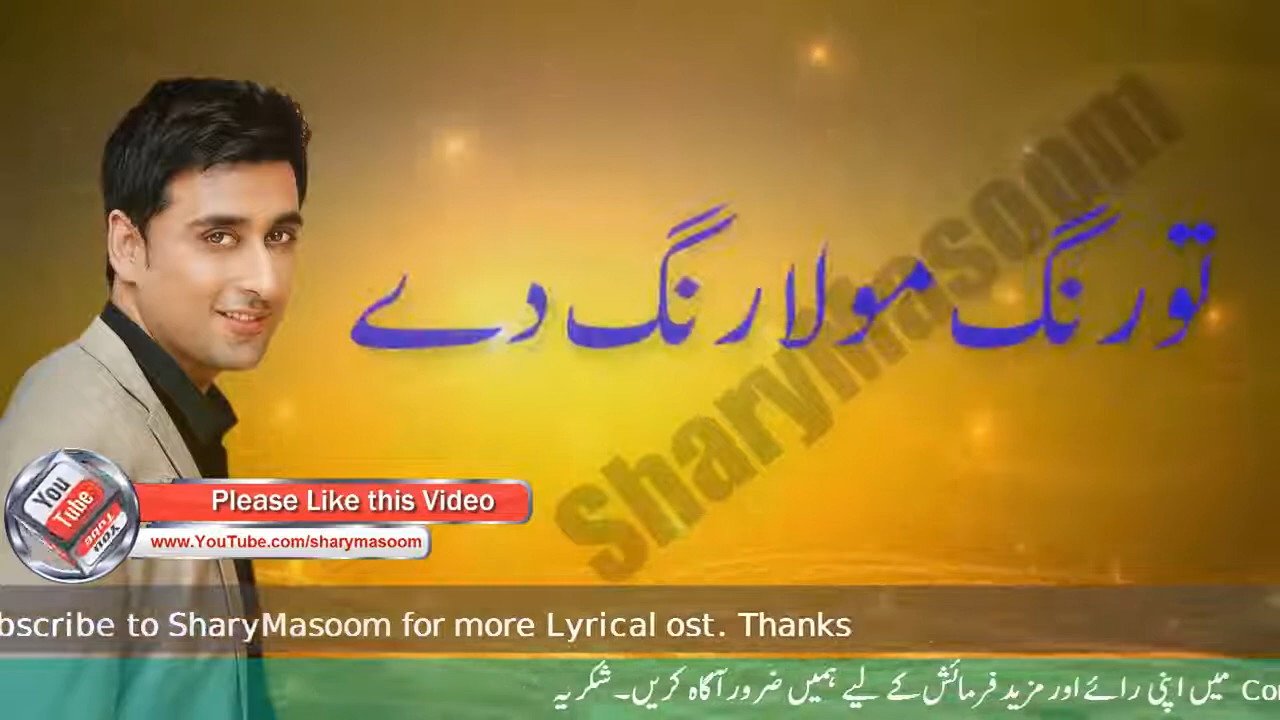 sharymasoom
تو رنگ مولا رنگ دے
You
Tube
Please Like this Video
www.YouTube.com/sharymasoom
bscribe to SharyMasoom for more Lyrical ost. Thanks
Co میں اپنی رائے اور مزید فرمائش کے لیے ہمیں ضرور آگاہ کریں۔ شکریہ